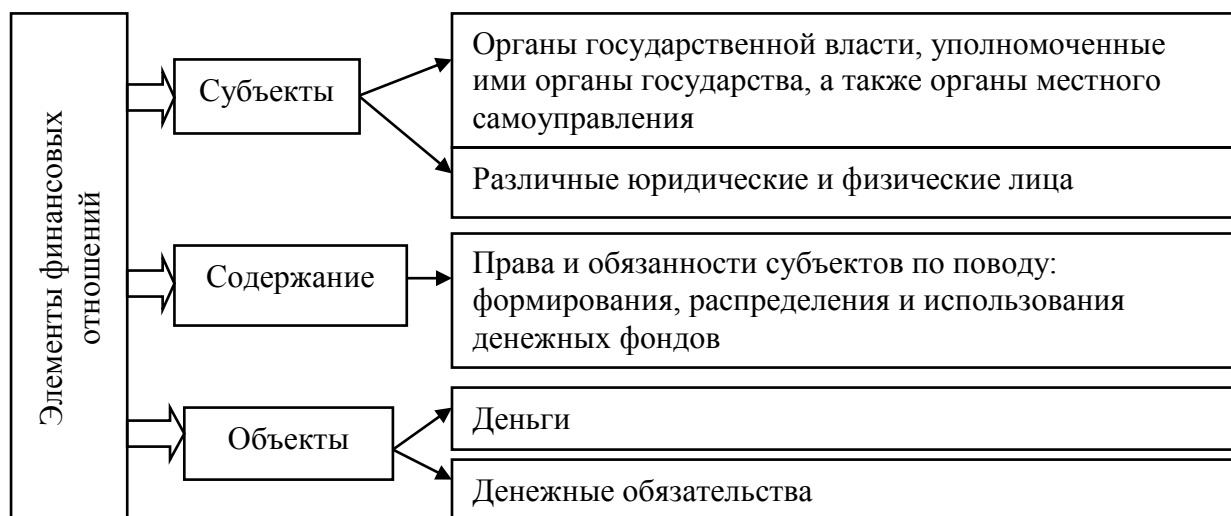 Элементы финансовых
отношений
Субъекты
Органы государственной власти, уполномоченные
ими органы государства, а также органы местного
самоуправления
Различные юридические и физические лица
Содержание
Права и обязанности субъектов по поводу:
формирования, распределения и использования
денежных фондов
Объекты
Деньги
Денежные обязательства